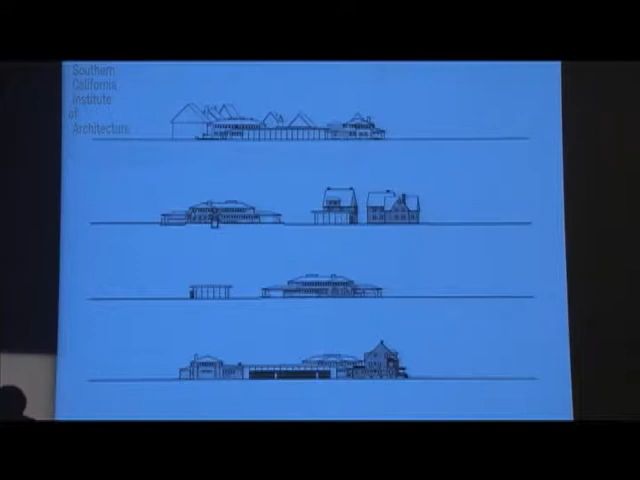 Southern
California
Institute
of
Architecture